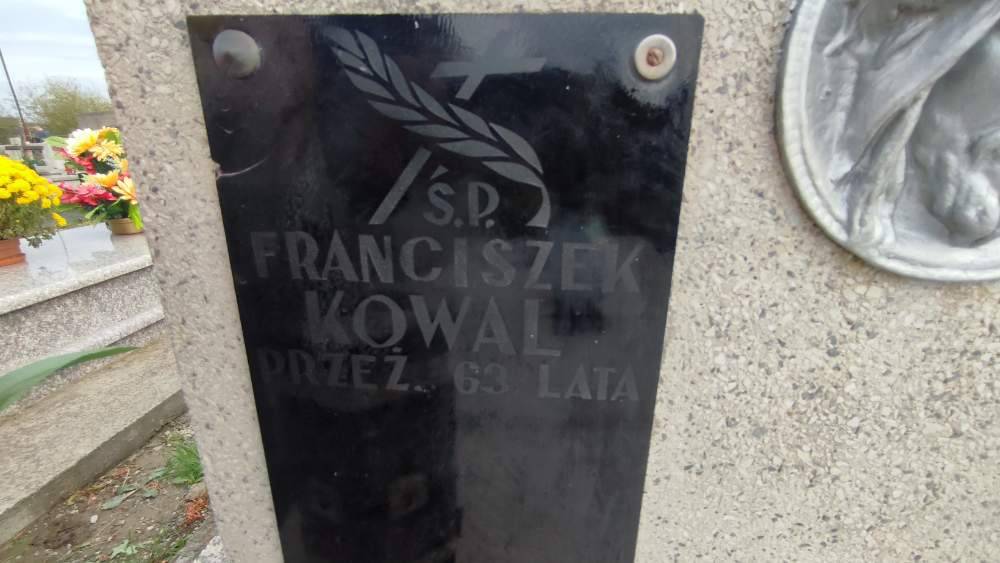 Ś.P.
FRANCISZEK
KOWAL
PRZEŻ. 63 LATA